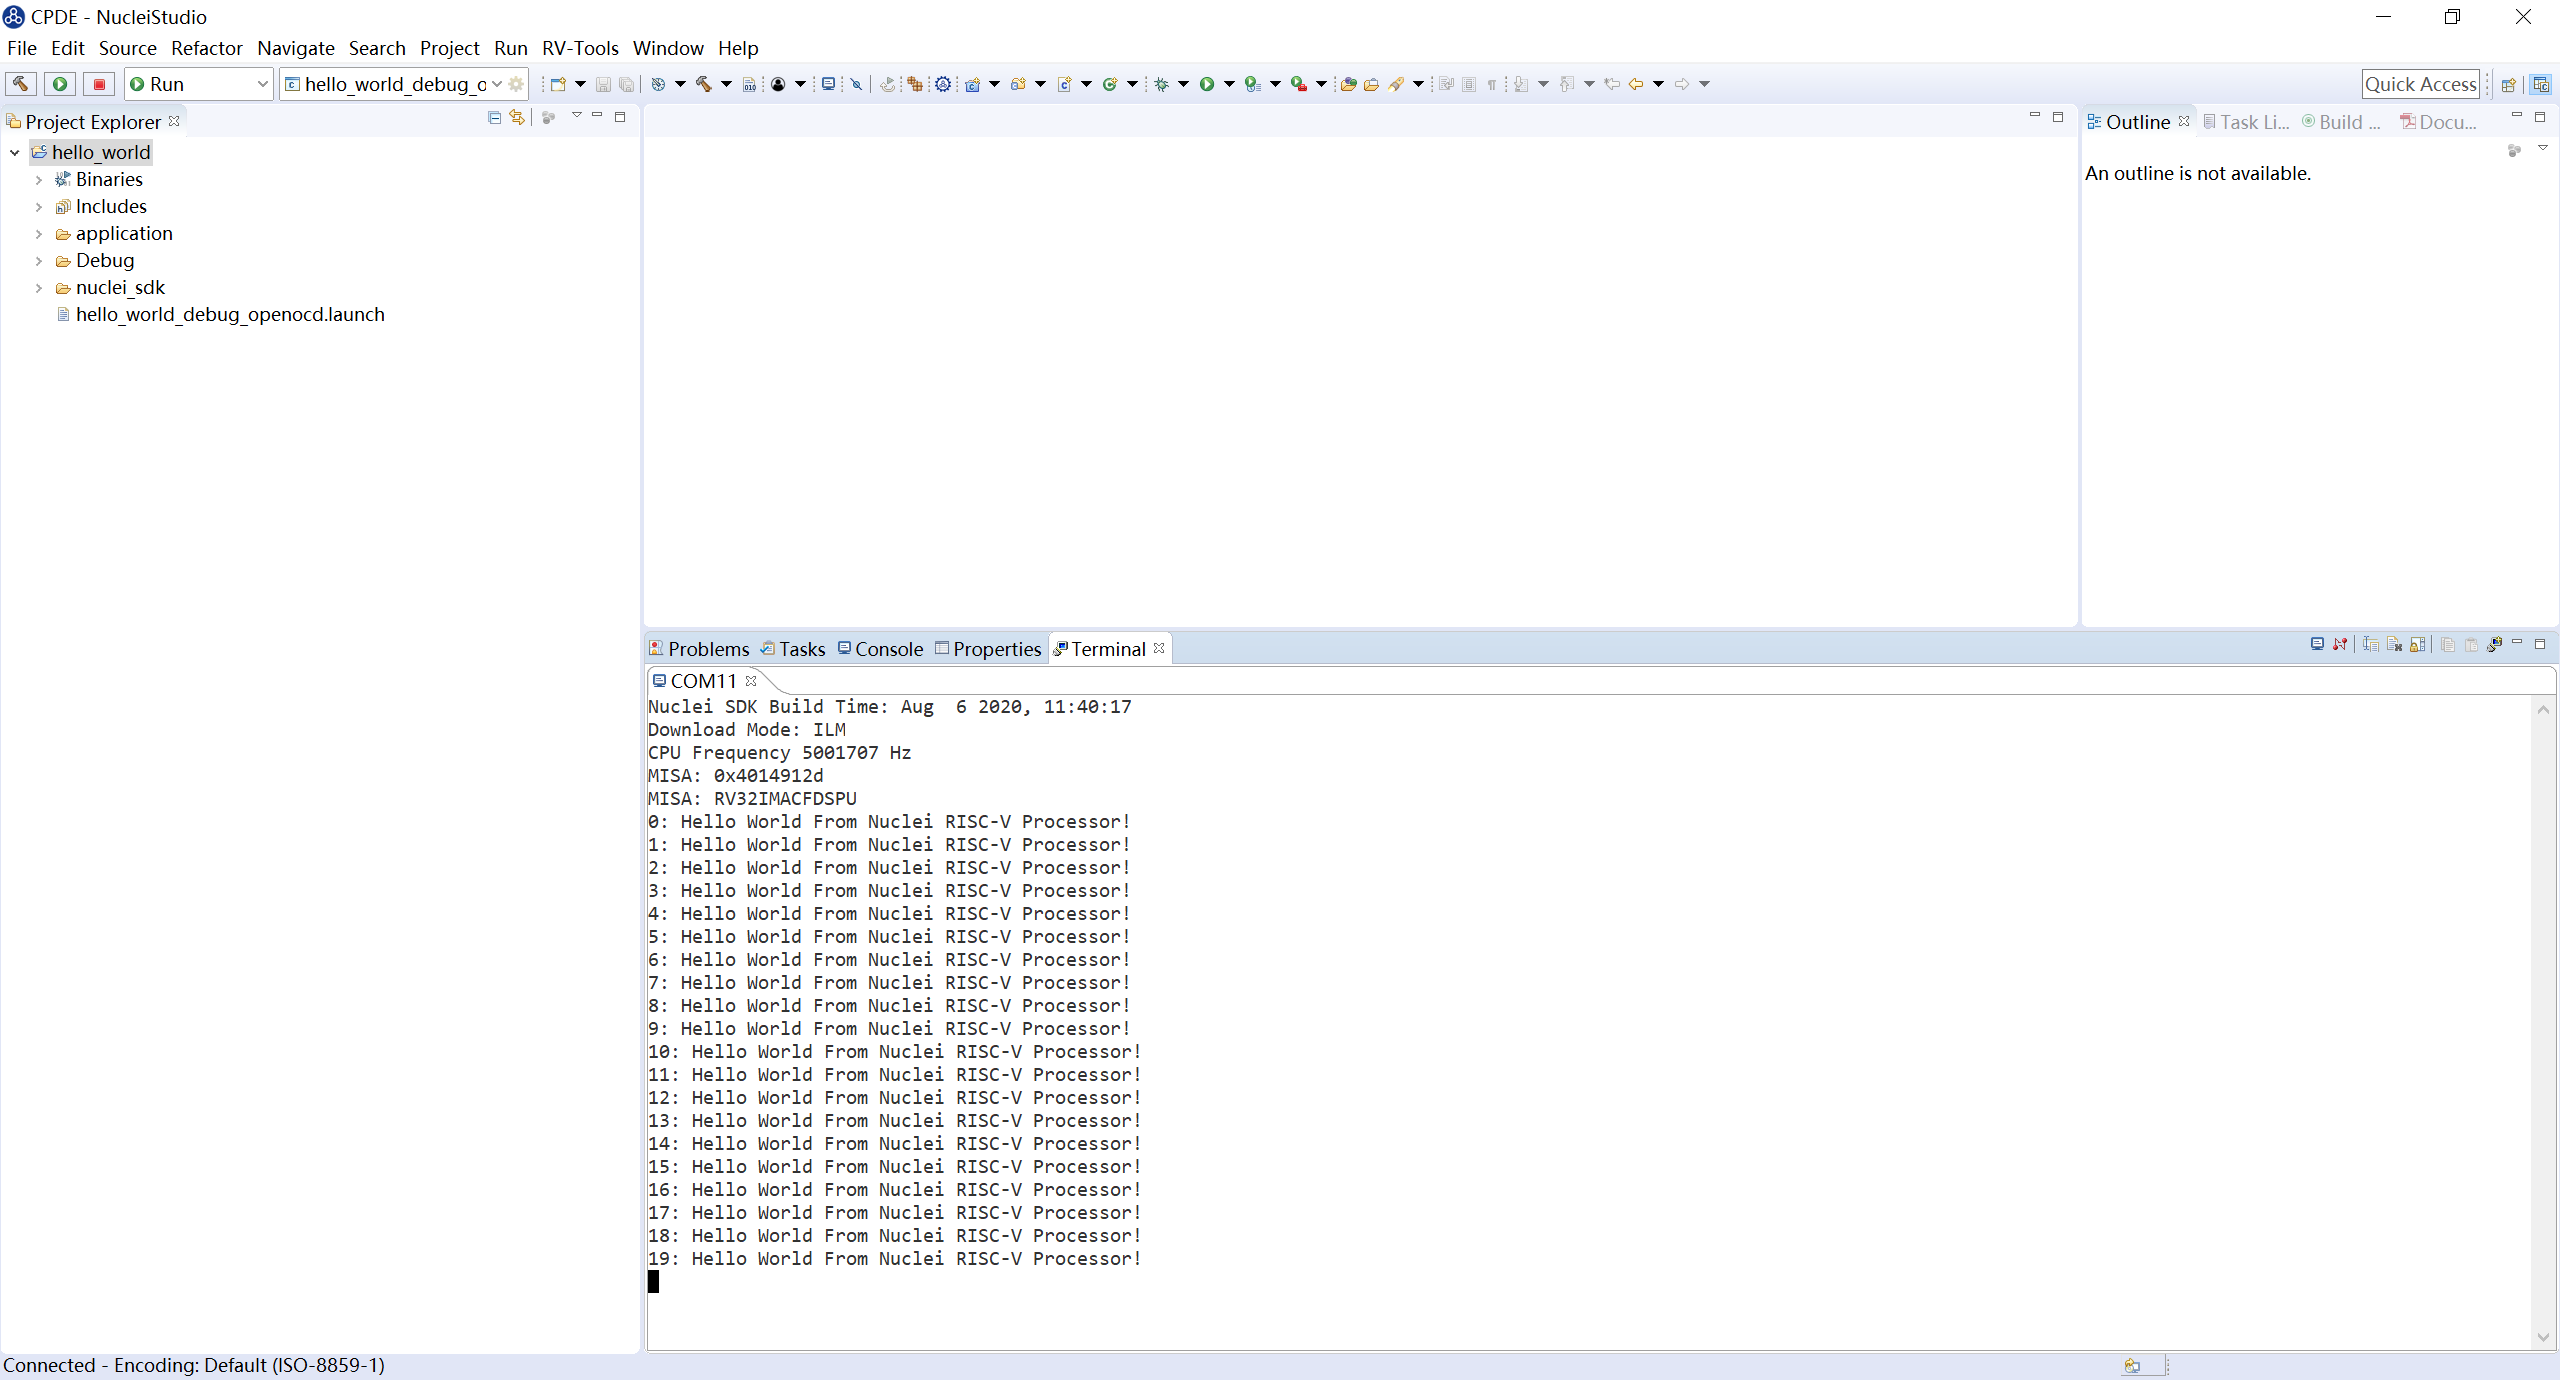 CPDE - NucleiStudio
File Edit Source Refactor Navigate Search Project Run RV-Tools Window Help
Run
hello_world_debug_o
Quick Access
Project Explorer
hello_world
Binaries
Includes
application
Debug
nuclei_sdk
hello_world_debug_openocd.launch
Outline Task Li... Build ... Docu...
An outline is not available.
Problems Tasks Console Properties Terminal
COM11
Nuclei SDK Build Time: Aug  6 2020, 11:40:17
Download Mode: ILM
CPU Frequency 5001707 Hz
MISA: 0x4014912d
MISA: RV32IMACFDSPU
0: Hello World From Nuclei RISC-V Processor!
1: Hello World From Nuclei RISC-V Processor!
2: Hello World From Nuclei RISC-V Processor!
3: Hello World From Nuclei RISC-V Processor!
4: Hello World From Nuclei RISC-V Processor!
5: Hello World From Nuclei RISC-V Processor!
6: Hello World From Nuclei RISC-V Processor!
7: Hello World From Nuclei RISC-V Processor!
8: Hello World From Nuclei RISC-V Processor!
9: Hello World From Nuclei RISC-V Processor!
10: Hello World From Nuclei RISC-V Processor!
11: Hello World From Nuclei RISC-V Processor!
12: Hello World From Nuclei RISC-V Processor!
13: Hello World From Nuclei RISC-V Processor!
14: Hello World From Nuclei RISC-V Processor!
15: Hello World From Nuclei RISC-V Processor!
16: Hello World From Nuclei RISC-V Processor!
17: Hello World From Nuclei RISC-V Processor!
18: Hello World From Nuclei RISC-V Processor!
19: Hello World From Nuclei RISC-V Processor!
Connected - Encoding: Default (ISO-8859-1)